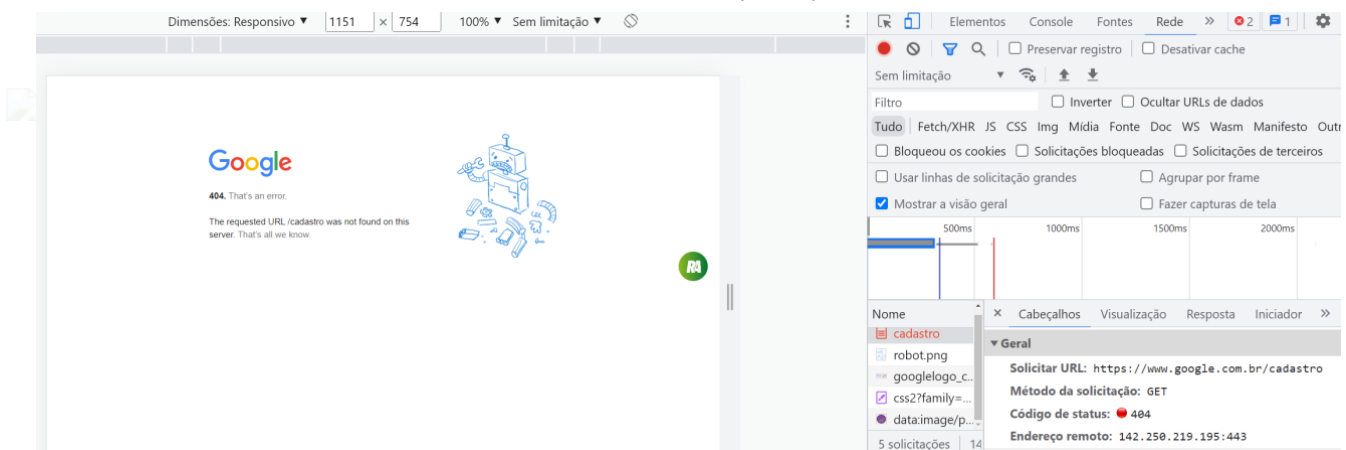 Dimensões: Responsivo ▼ 1151 × 754 100% ▼ Sem limitação ▼
Google
404. That's an error.
The requested URL /cadastro was not found on this
server. That's all we know.
RA
Elementos Console Fontes Rede » 2 1
Preservar registro Desativar cache
Sem limitação ▼
Filtro Inverter Ocultar URLs de dados
Tudo Fetch/XHR JS CSS Img Mídia Fonte Doc WS Wasm Manifesto Outr
Bloqueou os cookies Solicitações bloqueadas Solicitações de terceiros
Usar linhas de solicitação grandes Agrupar por frame
Mostrar a visão geral Fazer capturas de tela
500ms 1000ms 1500ms 2000ms
Nome × Cabeçalhos Visualização Resposta Iniciador »
cadastro
robot.png
googlelogo_c...
css2?family=...
data:image/p...
5 solicitações 14
▼ Geral
Solicitar URL: https://www.google.com.br/cadastro
Método da solicitação: GET
Código de status: 404
Endereço remoto: 142.250.219.195:443